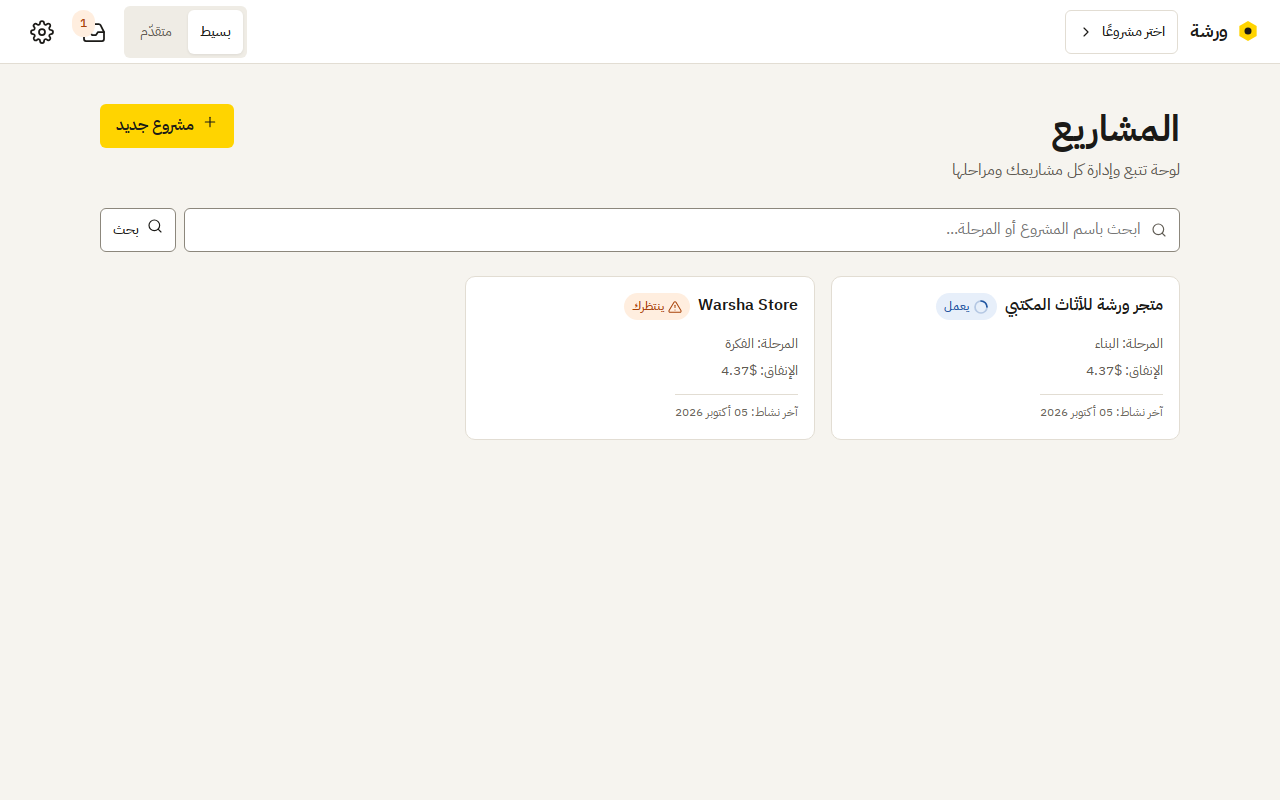 ورشة
اختر مشروعًا
بسيط
متقدّم
1
المشاريع
مشروع جديد
لوحة تتبع وإدارة كل مشاريعك ومراحلها
ابحث باسم المشروع أو المرحلة...
بحث
متجر ورشة للأثاث المكتبي
يعمل
المرحلة: البناء
الإنفاق: $4.37
آخر نشاط: 05 أكتوبر 2026
Warsha Store
ينتظرك
المرحلة: الفكرة
الإنفاق: $4.37
آخر نشاط: 05 أكتوبر 2026